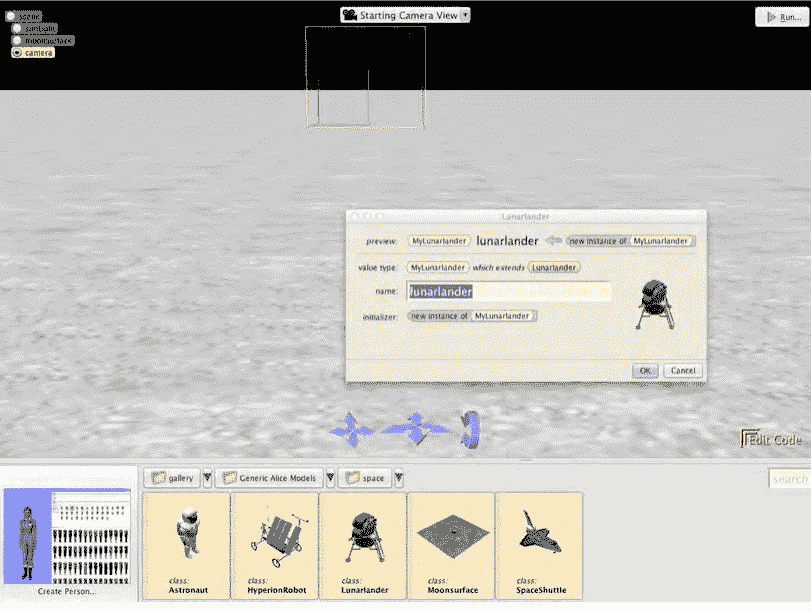 scene
sunLight
moonSurface
camera
Starting Camera View
Run...
Lunarlander
preview: MyLunarlander lunarlander new instance of MyLunarlander
value type: MyLunarlander which extends Lunarlander
name: lunarlander
initializer: new instance of MyLunarlander
OK Cancel
Edit Code
gallery Generic Alice Models space
search
class: class: class: class: class:
Astronaut HyperionRobot Lunarlander Moonsurface SpaceShuttle
Create Person...